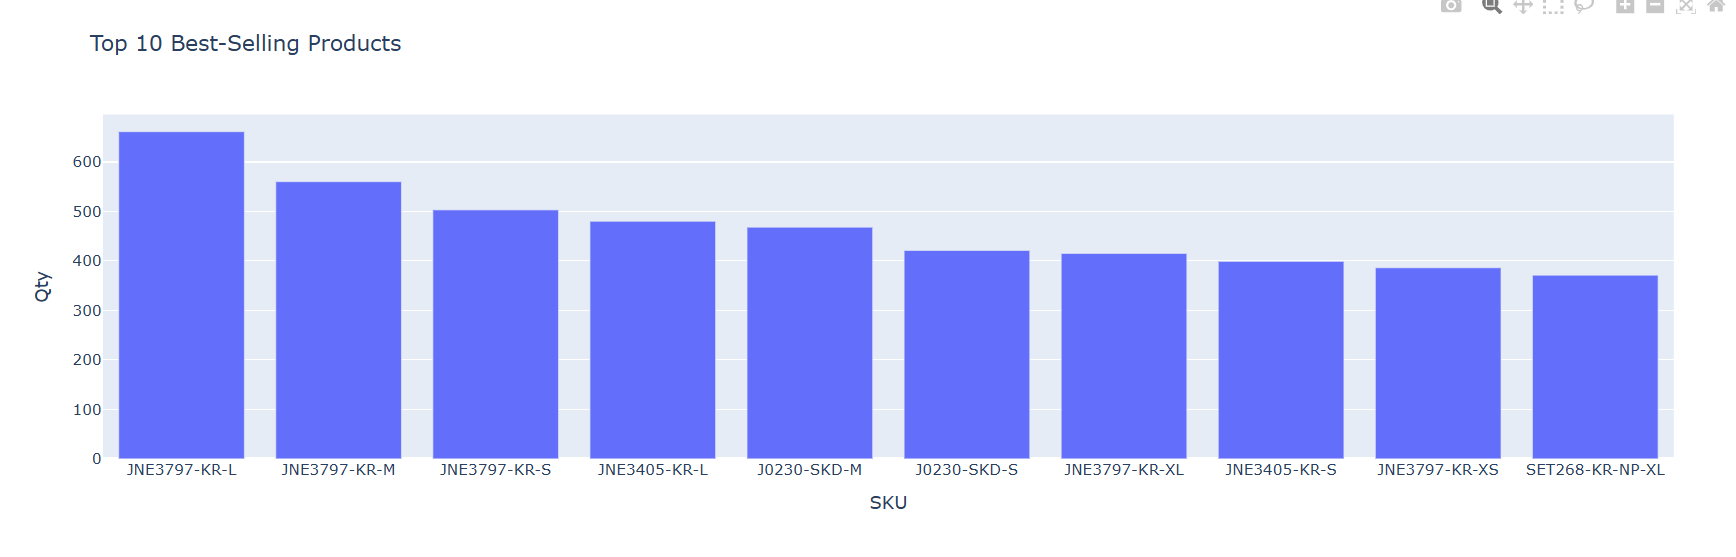 Top 10 Best-Selling Products
600
500
400
300
200
100
0
Qty
JNE3797-KR-L JNE3797-KR-M JNE3797-KR-S JNE3405-KR-L J0230-SKD-M J0230-SKD-S JNE3797-KR-XL JNE3405-KR-S JNE3797-KR-XS SET268-KR-NP-XL
SKU